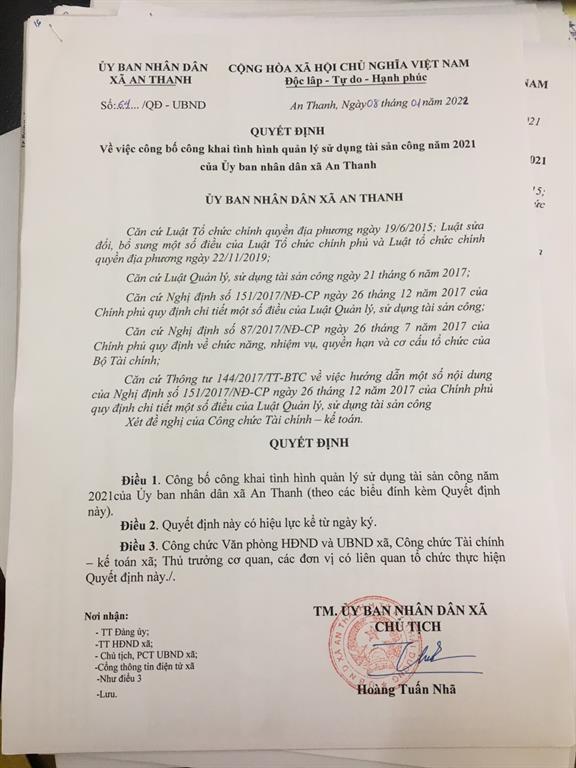 ỦY BAN NHÂN DÂN
XÃ AN THANH
CỘNG HÒA XÃ HỘI CHỦ NGHĨA VIỆT NAM
Độc lập - Tự do - Hạnh phúc
Số:64... /QĐ - UBND
An Thanh, Ngày08 tháng 01 năm 2022
QUYẾT ĐỊNH
Về việc công bố công khai tình hình quản lý sử dụng tài sản công năm 2021
của Ủy ban nhân dân xã An Thanh
ỦY BAN NHÂN DÂN XÃ AN THANH
Căn cứ Luật Tổ chức chính quyền địa phương ngày 19/6/2015; Luật sửa
đổi, bổ sung một số điều của Luật Tổ chức chính phủ và Luật tổ chức chính
quyền địa phương ngày 22/11/2019;
Căn cứ Luật Quản lý, sử dụng tài sản công ngày 21 tháng 6 năm 2017;
Căn cứ Nghị định số 151/2017/NĐ-CP ngày 26 tháng 12 năm 2017 của
Chính phủ quy định chi tiết một số điều của Luật Quản lý, sử dụng tài sản công;
Căn cứ Nghị định số 87/2017/NĐ-CP ngày 26 tháng 7 năm 2017 của
Chính phủ quy định về chức năng, nhiệm vụ, quyền hạn và cơ cấu tổ chức của
Bộ Tài chính;
Căn cứ Thông tư 144/2017/TT-BTC về việc hướng dẫn một số nội dung
của Nghị định số 151/2017/NĐ-CP ngày 26 tháng 12 năm 2017 của Chính phủ
quy định chi tiết một số điều của Luật Quản lý, sử dụng tài sản công
Xét đề nghị của Công chức Tài chính – kế toán.
QUYẾT ĐỊNH
Điều 1. Công bố công khai tình hình quản lý sử dụng tài sản công năm
2021của Ủy ban nhân dân xã An Thanh (theo các biểu đính kèm Quyết định
này).
Điều 2. Quyết định này có hiệu lực kể từ ngày ký.
Điều 3. Công chức Văn phòng HĐND và UBND xã, Công chức Tài chính
– kế toán xã; Thủ trưởng cơ quan, các đơn vị có liên quan tổ chức thực hiện
Quyết định này./.
Nơi nhận:
- TT Đảng ủy;
-TT HĐND xã;
- Chủ tịch, PCT UBND xã;
-Cổng thông tin điện tử xã
-Như điều 3
-Lưu.
TM. ỦY BAN NHÂN DÂN XÃ
CHỦ TỊCH
Hoàng Tuấn Nhã